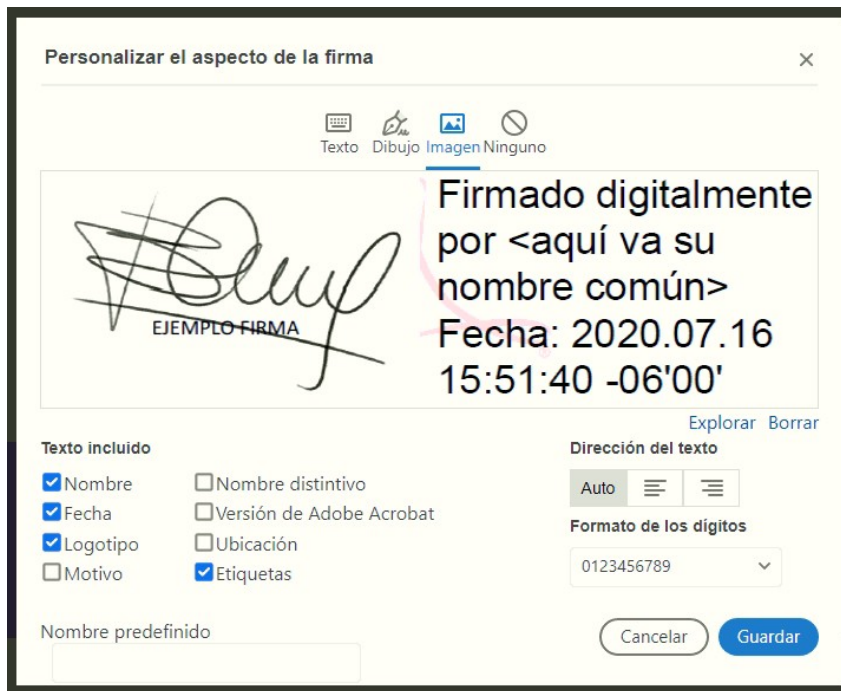 Personalizar el aspecto de la firma
Texto Dibujo Imagen Ninguno
Firmado digitalmente
por <aquí va su
nombre común>
Fecha: 2020.07.16
15:51:40 -06'00'
EJEMPLO FIRMA
Explorar Borrar
Texto incluido
Nombre
Nombre distintivo
Fecha
Versión de Adobe Acrobat
Logotipo
Ubicación
Motivo
Etiquetas
Dirección del texto
Auto
Formato de los dígitos
0123456789
Nombre predefinido
Cancelar Guardar